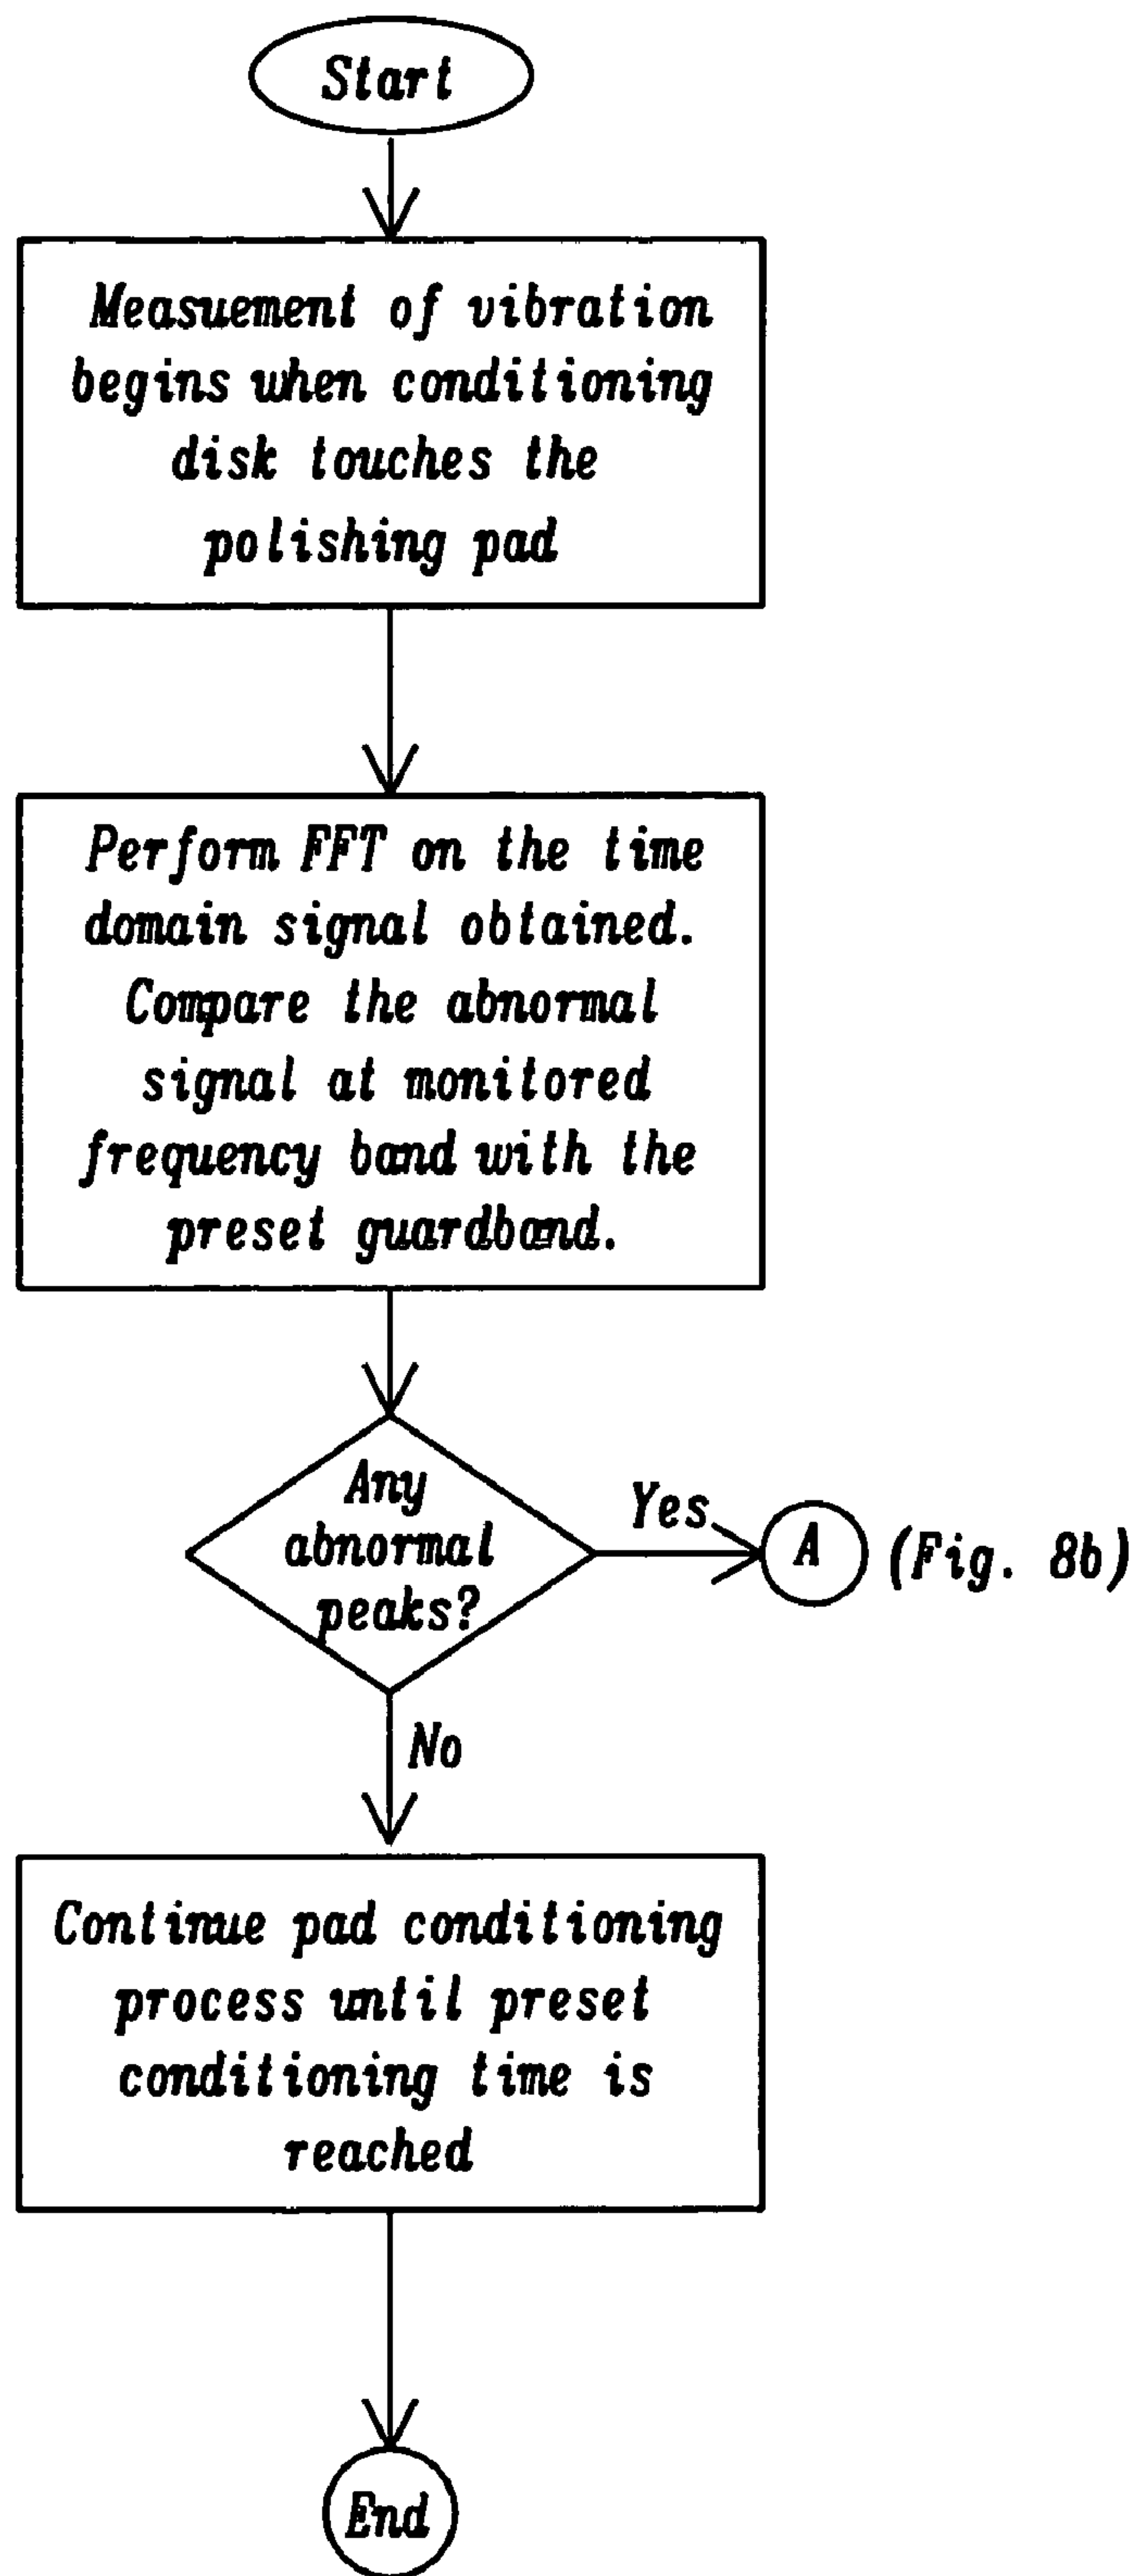 Start
Measuement of vibration
begins when conditioning
disk touches the
polishing pad
Perform FFT on the time
domain signal obtained.
Compare the abnormal
signal at monitored
frequency band with the
preset guardband.
Any
abnormal
peaks?
Yes
A
(Fig. 8b)
No
Continue pad conditioning
process until preset
conditioning time is
reached
End